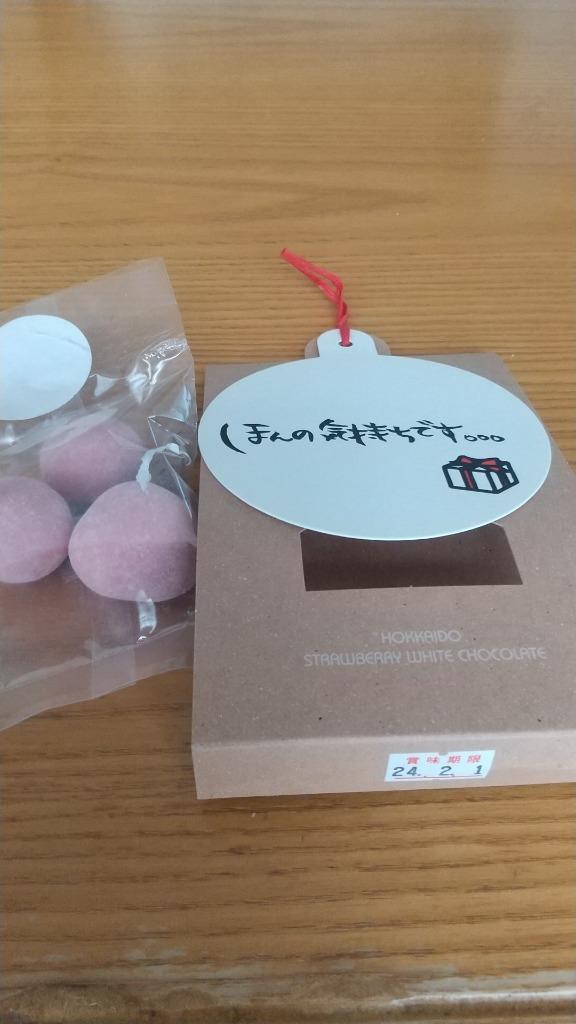 ほんの気持ちです。。。
HOKKAIDO
STRAWBERRY WHITE CHOCOLATE
賞味期限
24. 2. 1